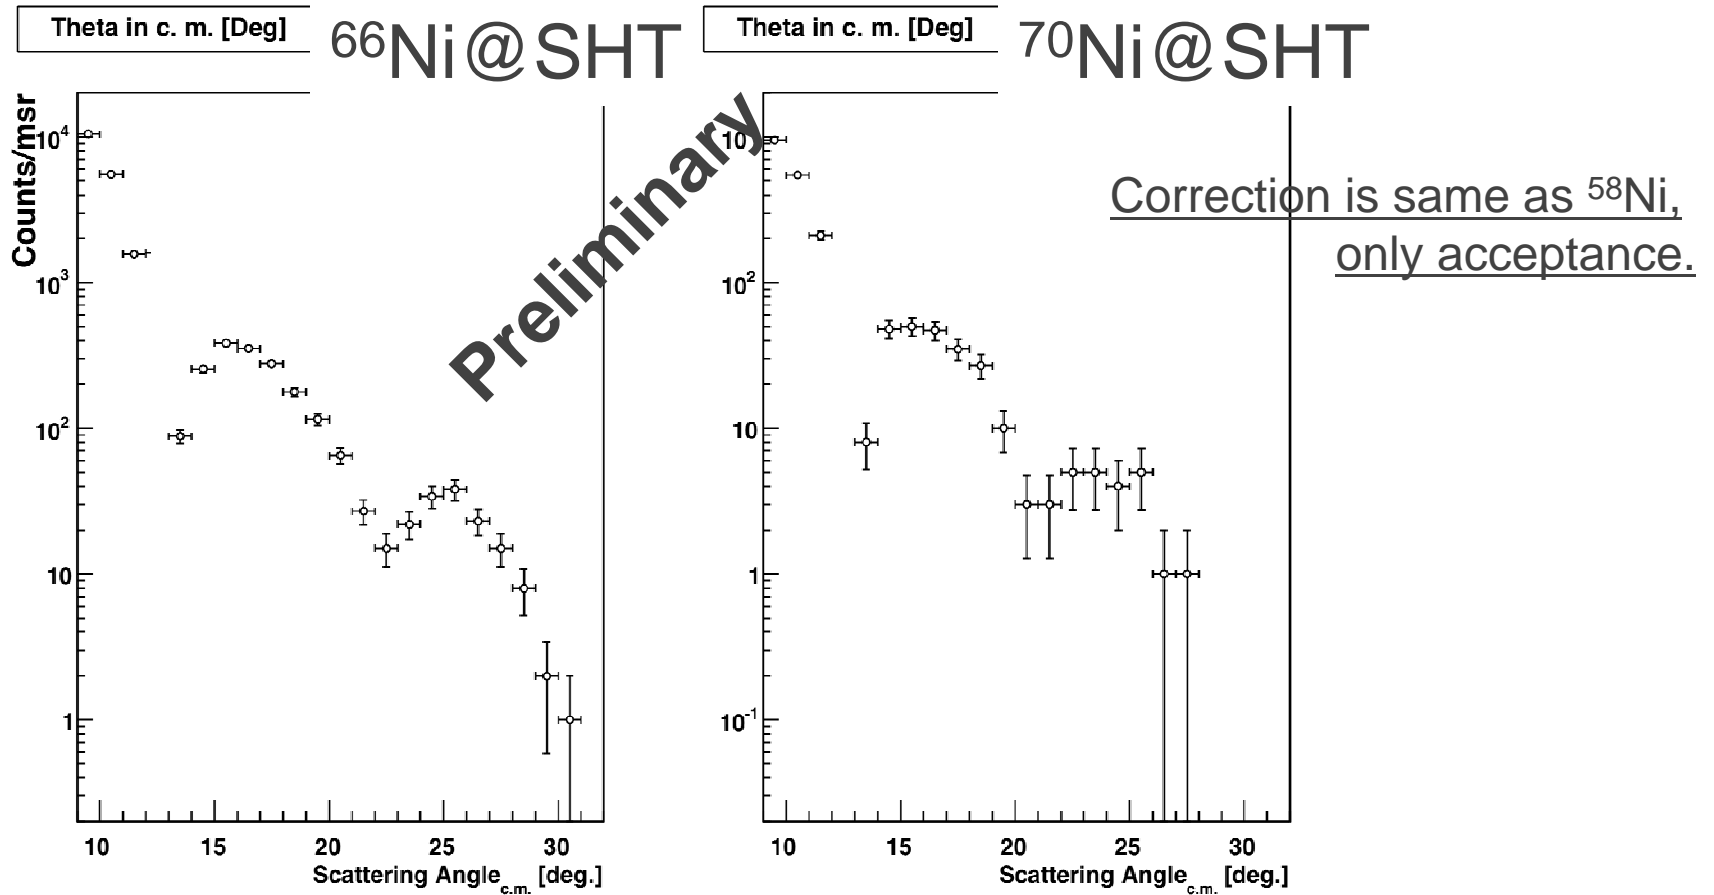 Theta in c. m. [Deg]
⁶⁶Ni@SHT
Counts/msr
10⁴
10³
10²
10
1
10
15
20
25
30
Scattering Angle c.m. [deg.]
Preliminary
Theta in c. m. [Deg]
⁷⁰Ni@SHT
10
10²
10
1
10⁻¹
10
15
20
25
30
Scattering Angle c.m. [deg.]
Correction is same as ⁵⁸Ni,
only acceptance.